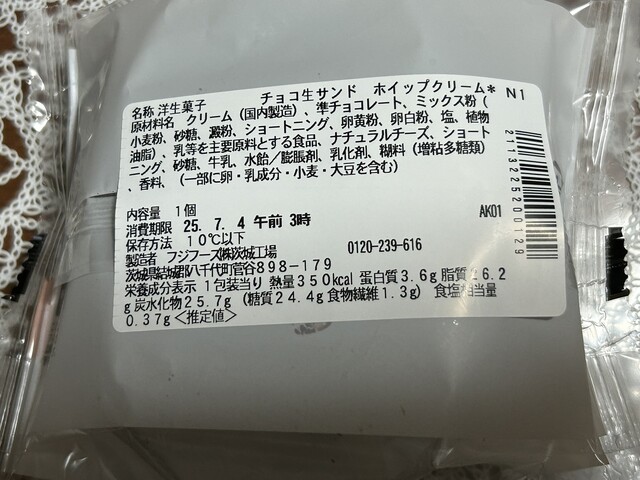 チョコ生サンド ホイップクリーム* N1
名称 洋生菓子
原材料名 クリーム(国内製造)、準チョコレート、ミックス粉(
小麦粉、砂糖、澱粉、ショートニング、卵黄粉、卵白粉、塩、植物
油脂)、乳等を主要原料とする食品、ナチュラルチーズ、ショート
ニング、砂糖、牛乳、水飴/膨脹剤、乳化剤、糊料(増粘多糖類)
、香料、(一部に卵・乳成分・小麦・大豆を含む)
内容量 1個
AK01
消費期限 25. 7. 4 午前 3時
保存方法 10℃以下
製造者 フジフーズ㈱茨城工場 0120-239-616
茨城県結城郡八千代町菅谷898-179
栄養成分表示 1包装当り 熱量350kcal 蛋白質3.6g 脂質26.2
g 炭水化物25.7g (糖質24.4g 食物繊維1.3g) 食塩相当量
0.37g<推定値>
2113225200129